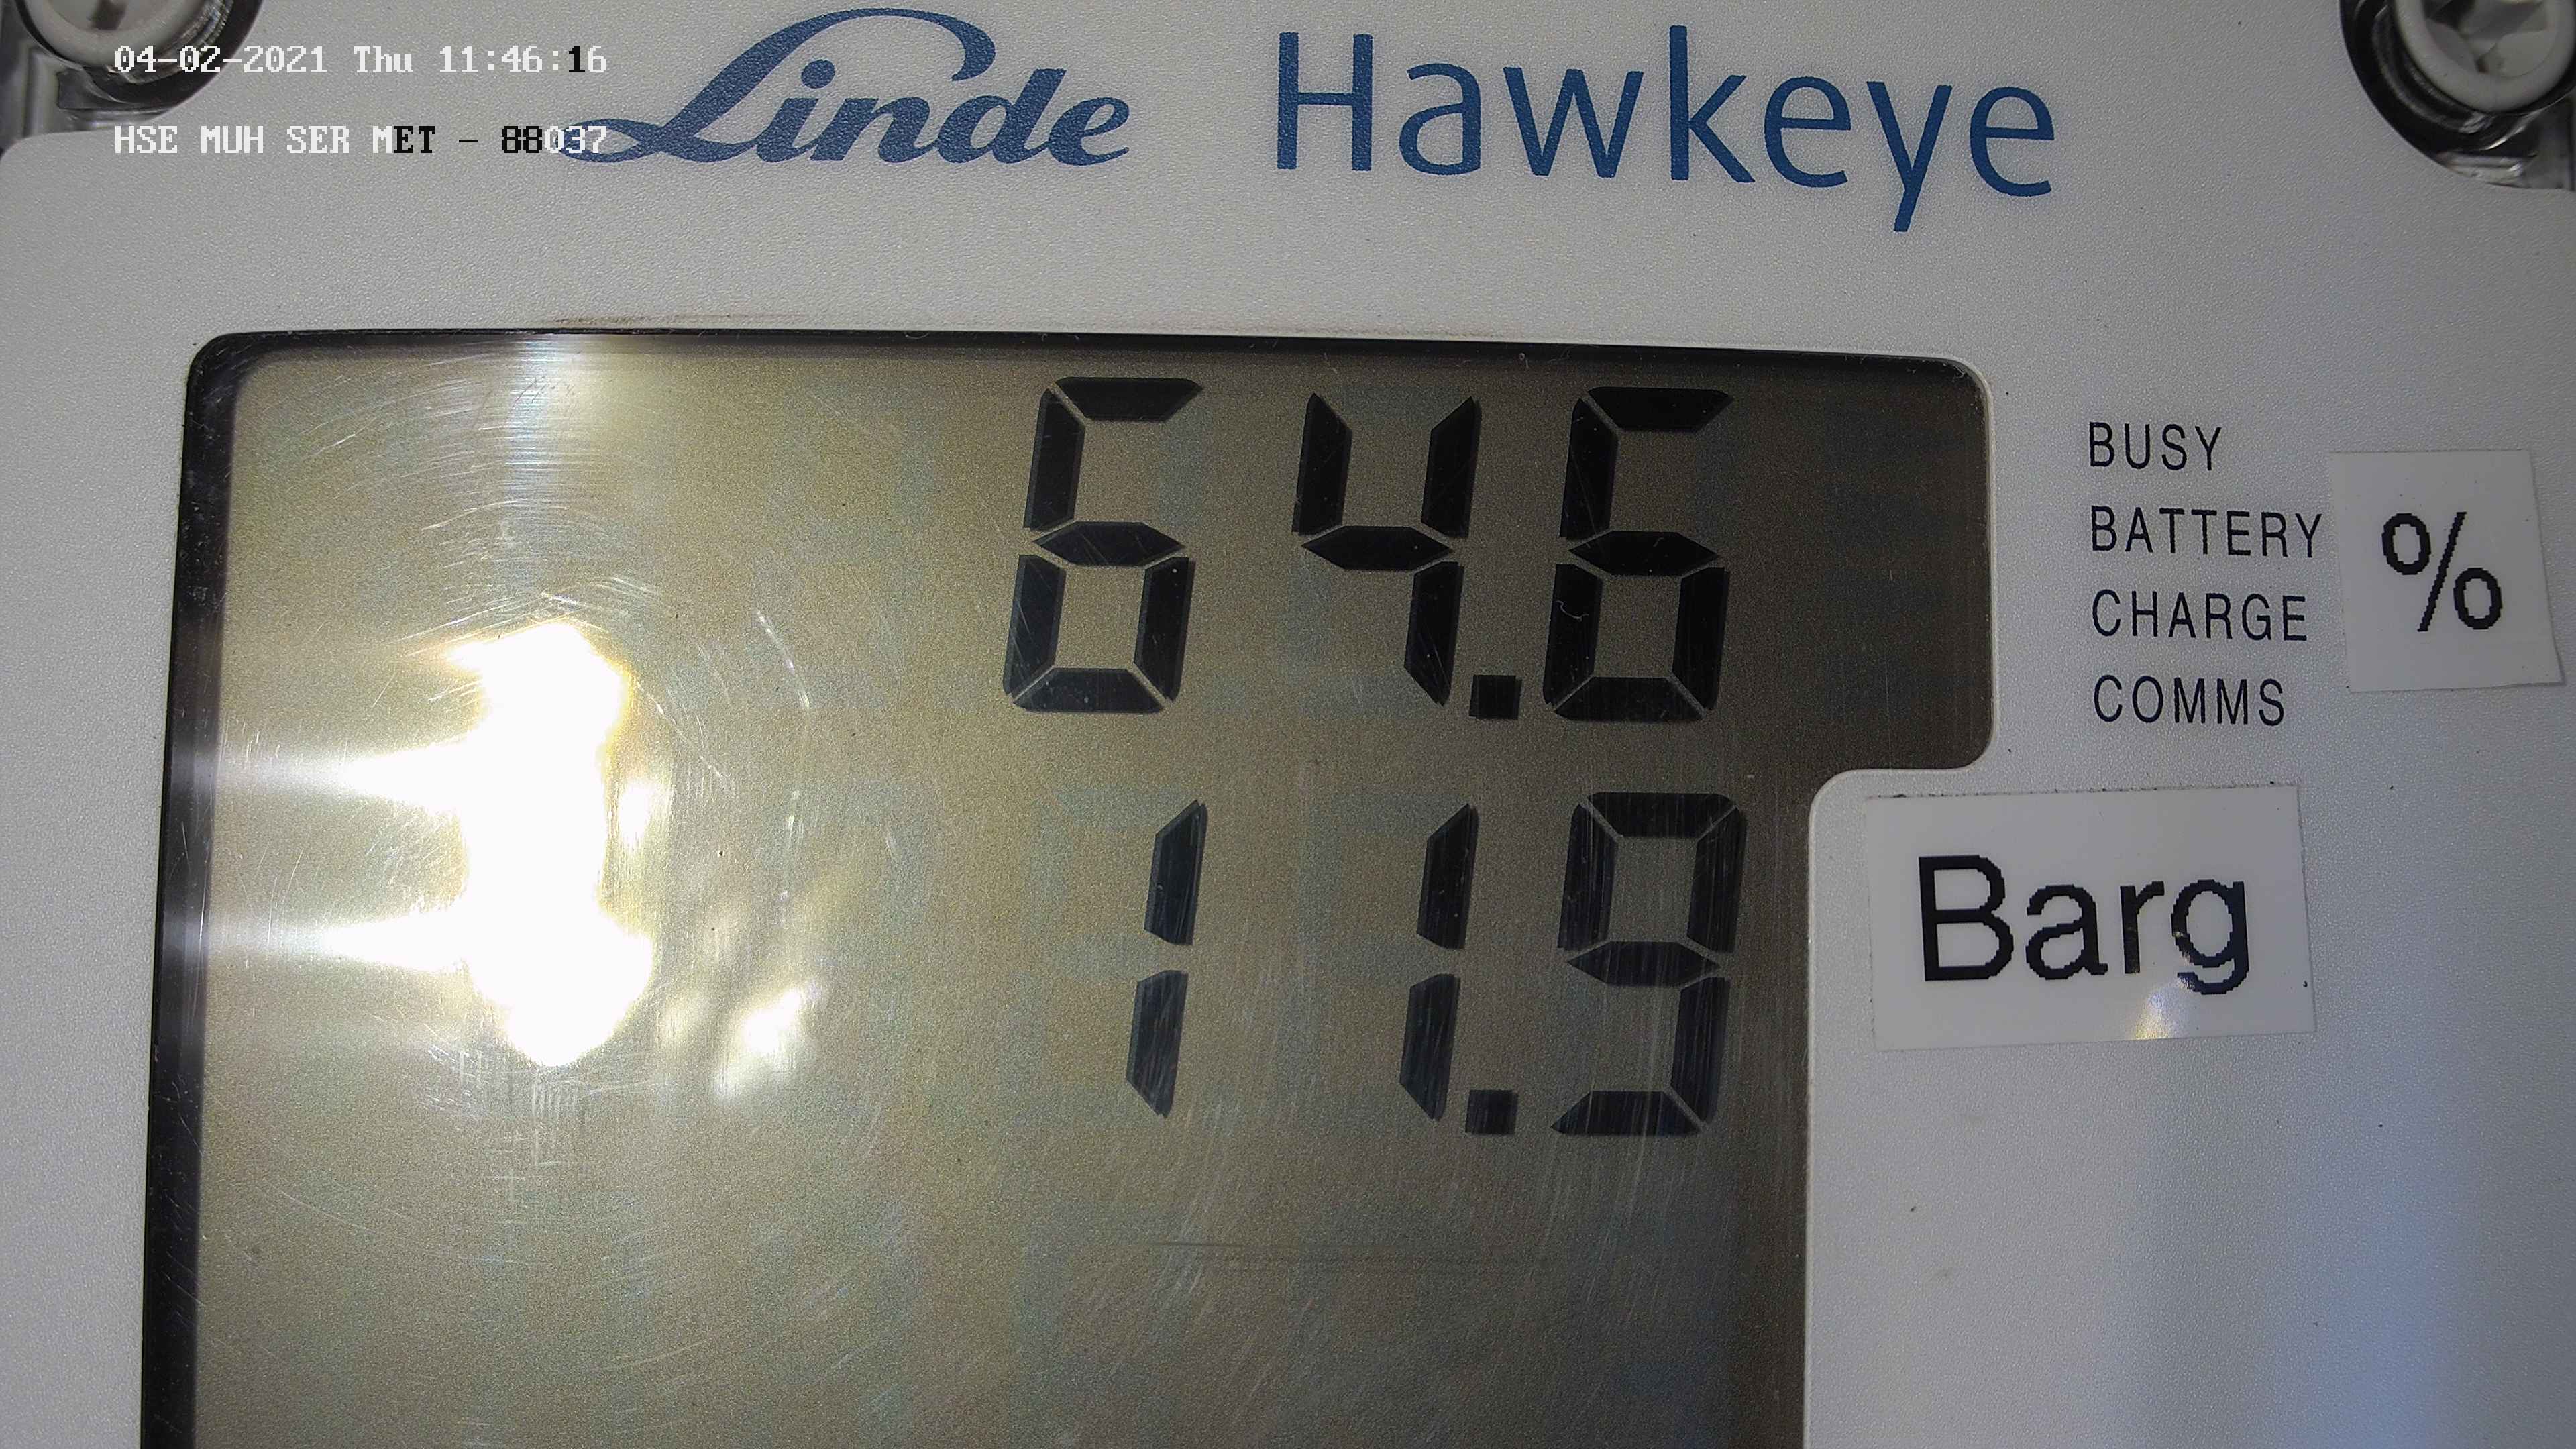 04-02-2021 Thu 11:46:16
HSE MUH SER MET - 88037
Linde Hawkeye
64.6
BUSY
BATTERY
CHARGE
COMMS
%
11.9
Barg